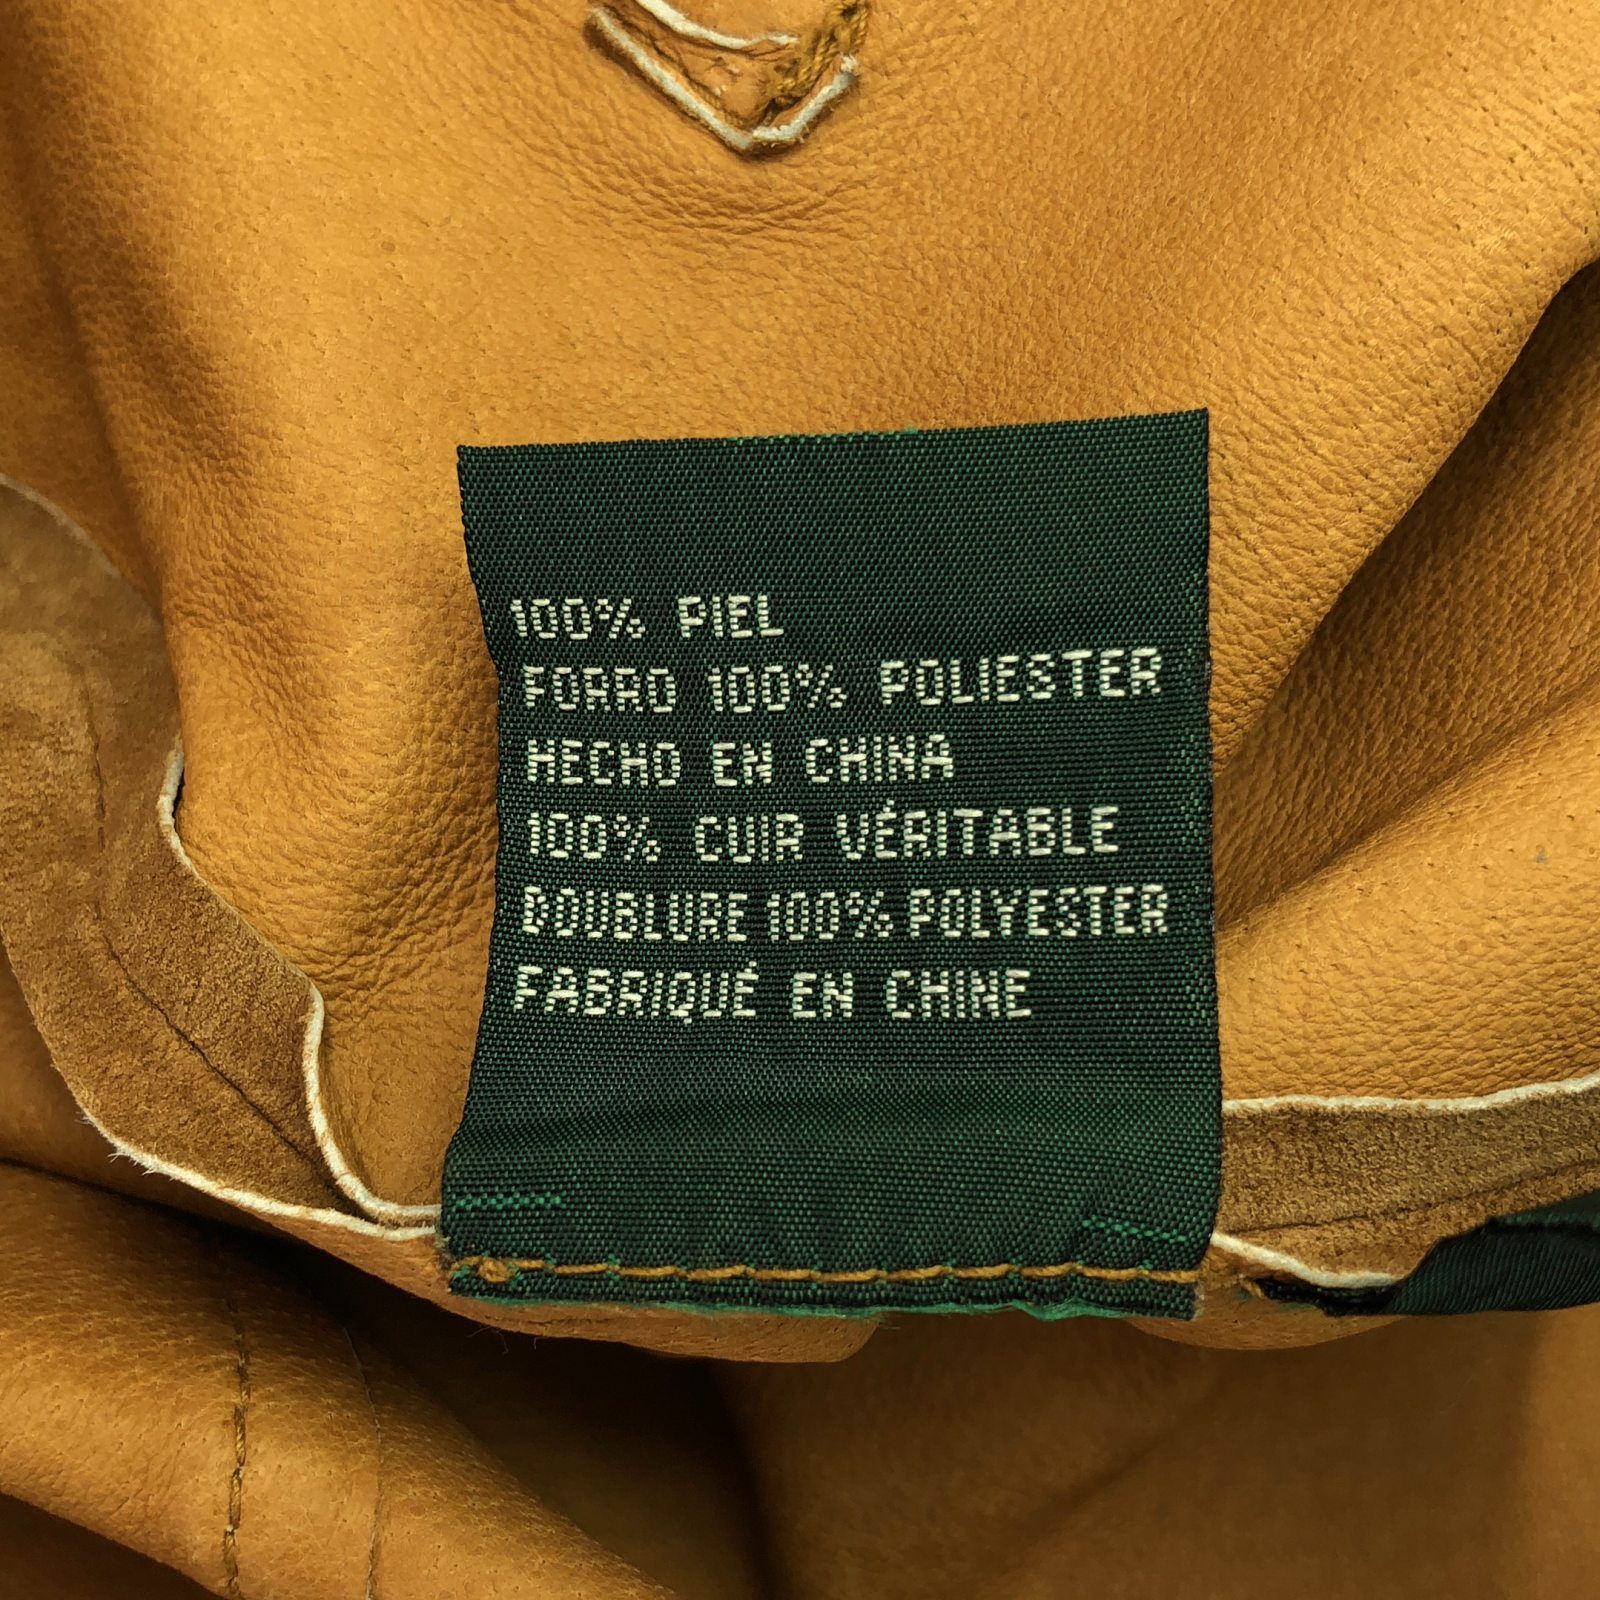 100% PIEL
FORRO 100% POLIESTER
HECHO EN CHINA
100% CUIR VÉRITABLE
DOUBLURE 100% POLYESTER
FABRIQUÉ EN CHINE